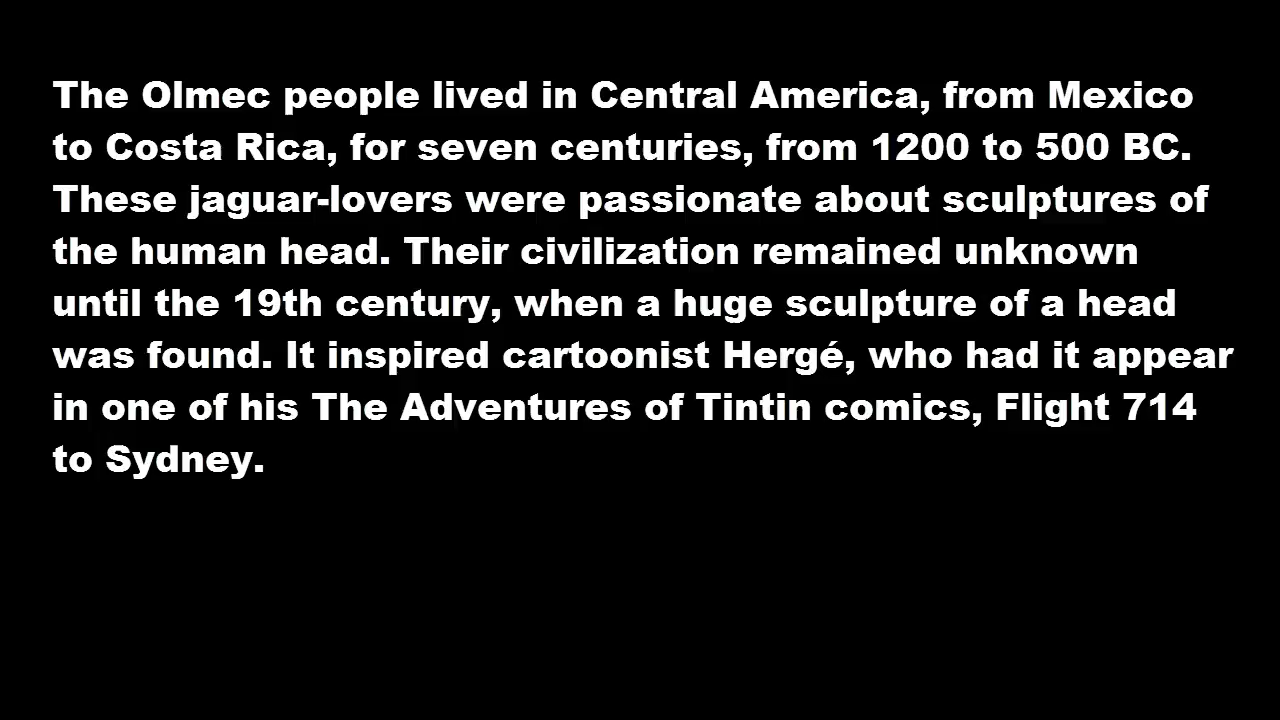 The Olmec people lived in Central America, from Mexico
to Costa Rica, for seven centuries, from 1200 to 500 BC.
These jaguar-lovers were passionate about sculptures of
the human head. Their civilization remained unknown
until the 19th century, when a huge sculpture of a head
was found. It inspired cartoonist Hergé, who had it appear
in one of his The Adventures of Tintin comics, Flight 714
to Sydney.